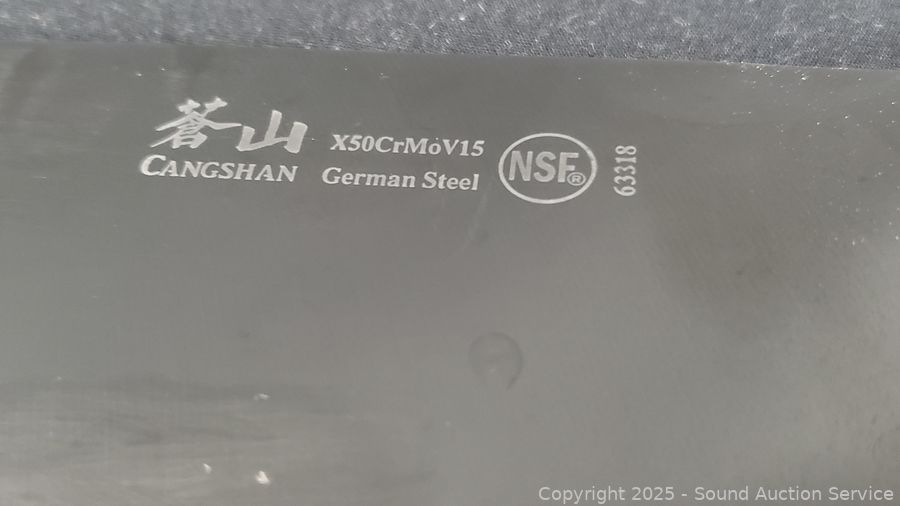 蒼山
CANGSHAN
X50CrMoV15
German Steel
NSF®
63318
Copyright 2025 - Sound Auction Service